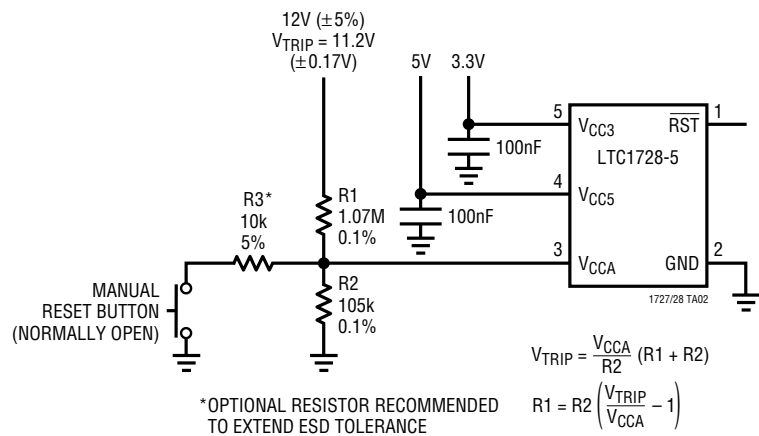 12V (±5%)
V_TRIP = 11.2V
(±0.17V)
5V
3.3V
5
V_CC3
R̅S̅T̅
1
100nF
LTC1728-5
4
V_CC5
100nF
R3*
10k
5%
R1
1.07M
0.1%
3
V_CCA
GND
2
1727/28 TA02
MANUAL
RESET BUTTON
(NORMALLY OPEN)
R2
105k
0.1%
V_TRIP = V_CCA/R2 (R1 + R2)
*OPTIONAL RESISTOR RECOMMENDED
TO EXTEND ESD TOLERANCE
R1 = R2 (V_TRIP/V_CCA – 1)